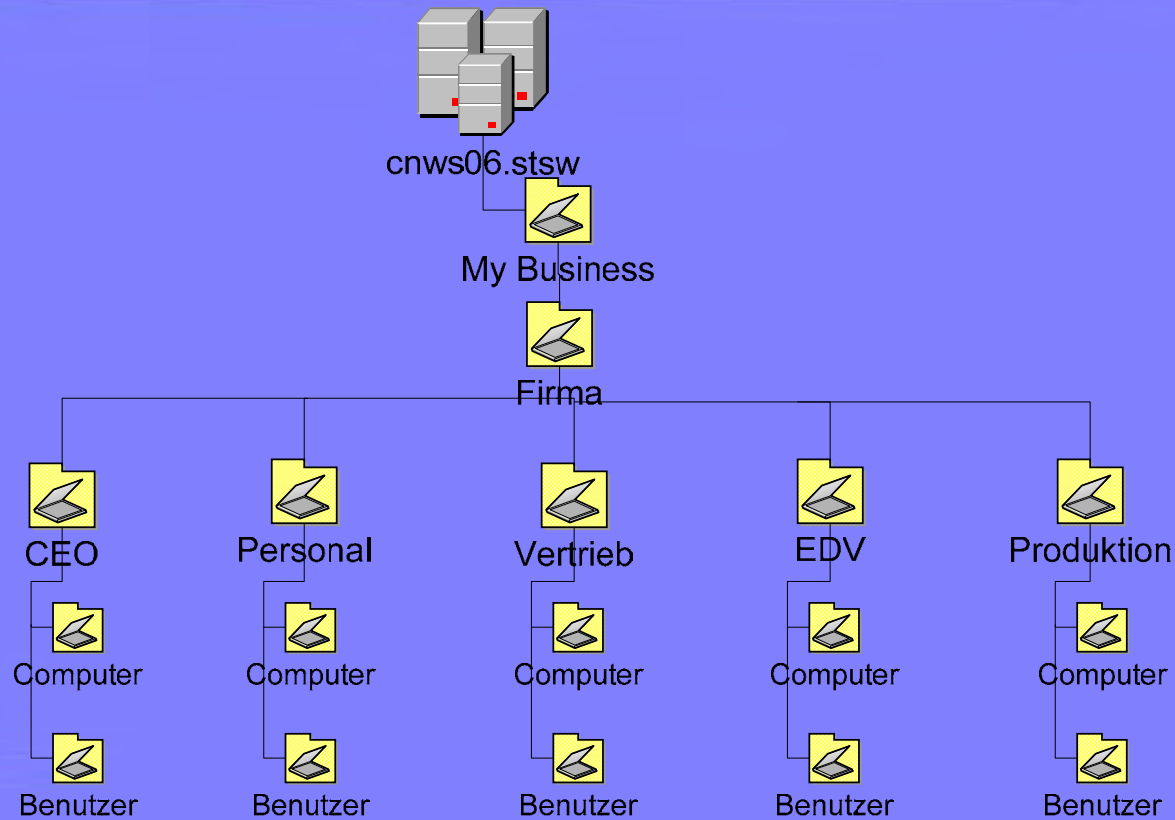 cnws06.stsw
My Business
Firma
CEO
Personal
Vertrieb
EDV
Produktion
Computer
Computer
Computer
Computer
Computer
Benutzer
Benutzer
Benutzer
Benutzer
Benutzer